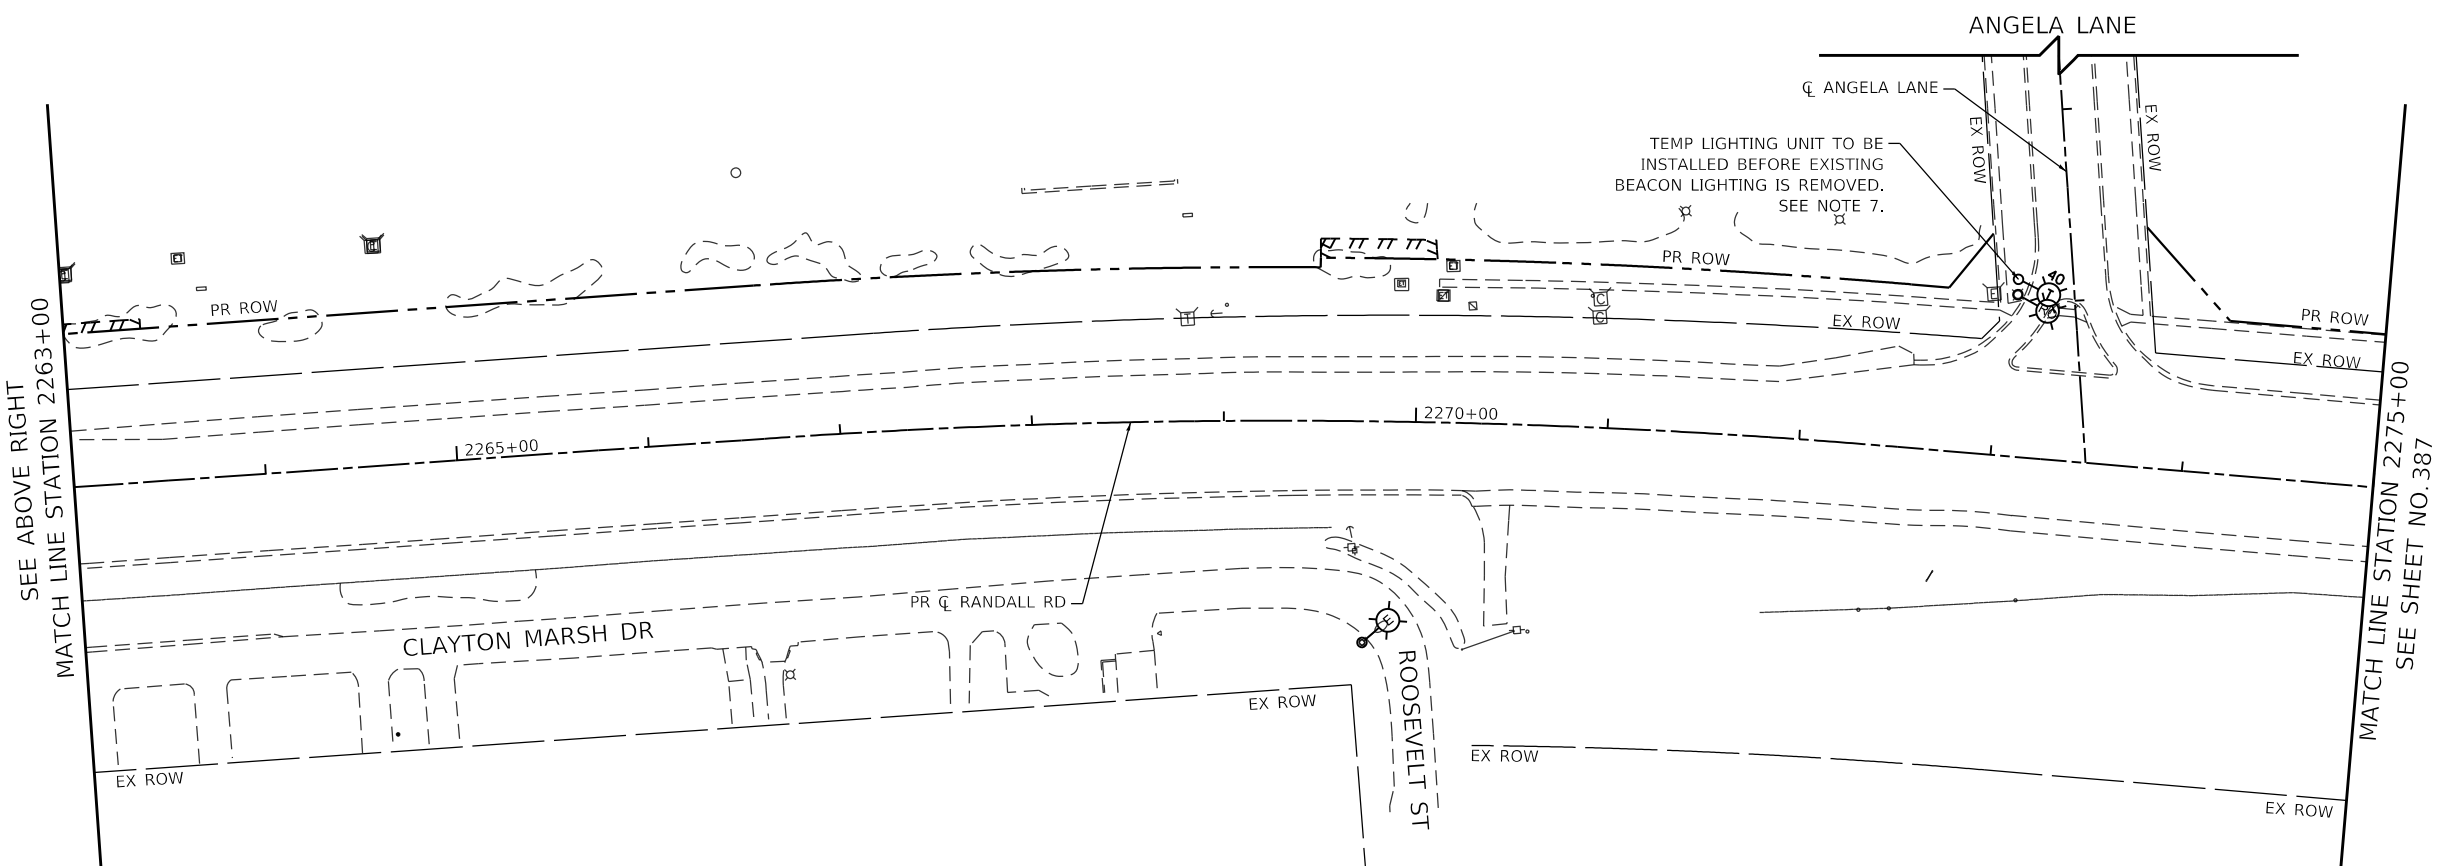 ANGELA LANE
℄ ANGELA LANE
TEMP LIGHTING UNIT TO BE
INSTALLED BEFORE EXISTING
BEACON LIGHTING IS REMOVED.
SEE NOTE 7.
EX ROW
EX ROW
PR ROW
40
T
E
PR ROW
EX ROW
PR ROW
EX ROW
T
C
C
SEE ABOVE RIGHT
MATCH LINE STATION 2263+00
2265+00
2270+00
MATCH LINE STATION 2275+00
SEE SHEET NO. 387
PR ℄ RANDALL RD
CLAYTON MARSH DR
E
ROOSEVELT ST
EX ROW
EX ROW
EX ROW
EX ROW